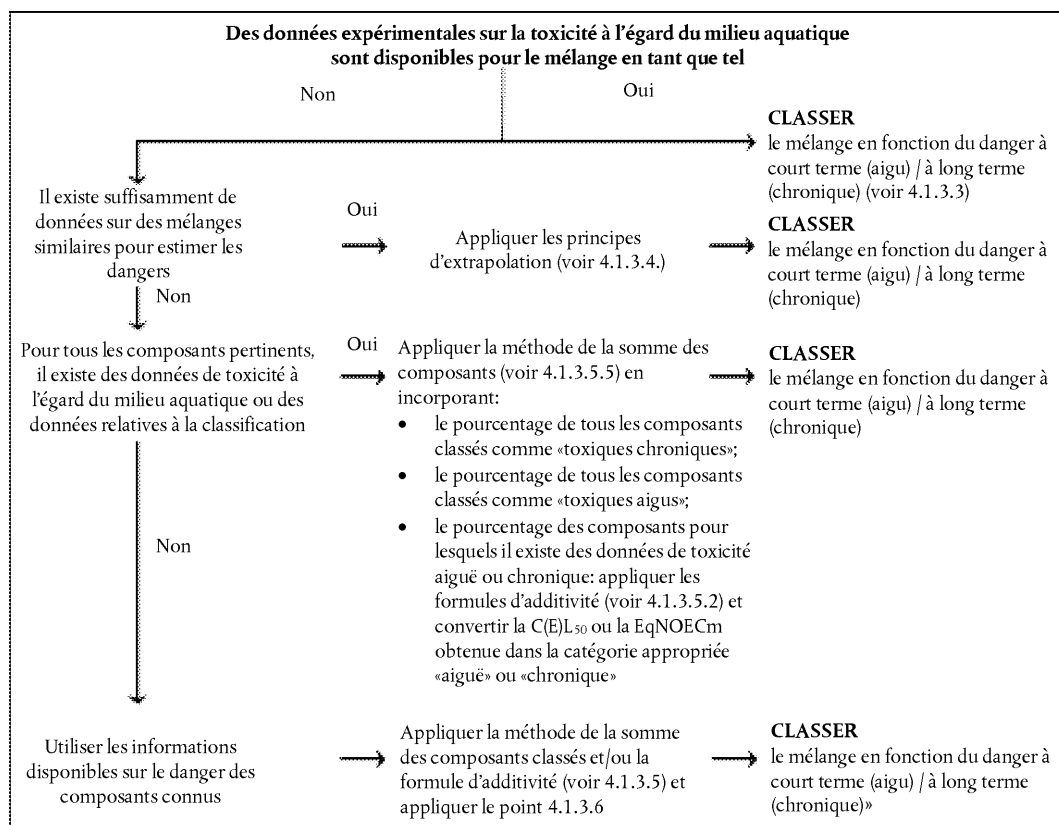 Des données expérimentales sur la toxicité à l'égard du milieu aquatique
sont disponibles pour le mélange en tant que tel
Non
Oui
CLASSER
le mélange en fonction du danger à
court terme (aigu) / à long terme
(chronique) (voir 4.1.3.3)
Il existe suffisamment de
données sur des mélanges
similaires pour estimer les
dangers
Oui
Appliquer les principes
d'extrapolation (voir 4.1.3.4.)
CLASSER
le mélange en fonction du danger à
court terme (aigu) / à long terme
(chronique)
Non
Pour tous les composants pertinents,
il existe des données de toxicité à
l'égard du milieu aquatique ou des
données relatives à la classification
Oui
Appliquer la méthode de la somme des
composants (voir 4.1.3.5.5) en
incorporant:
• le pourcentage de tous les composants
classés comme «toxiques chroniques»;
• le pourcentage de tous les composants
classés comme «toxiques aigus»;
• le pourcentage des composants pour
lesquels il existe des données de toxicité
aiguë ou chronique: appliquer les
formules d'additivité (voir 4.1.3.5.2) et
convertir la C(E)L₅₀ ou la EqNOECm
obtenue dans la catégorie appropriée
«aiguë» ou «chronique»
CLASSER
le mélange en fonction du danger à
court terme (aigu) / à long terme
(chronique)
Non
Utiliser les informations
disponibles sur le danger des
composants connus
Appliquer la méthode de la somme
des composants classés et/ou la
formule d'additivité (voir 4.1.3.5) et
appliquer le point 4.1.3.6
CLASSER
le mélange en fonction du danger à
court terme (aigu) / à long terme
(chronique)»